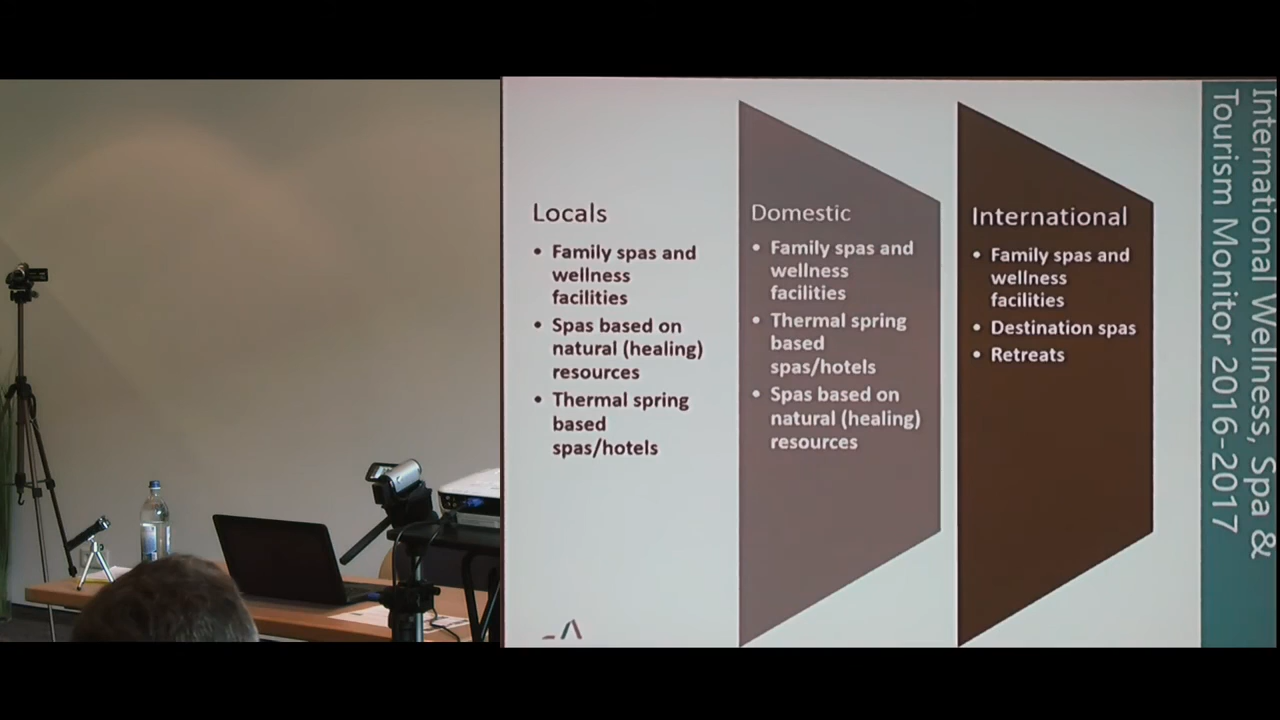 Locals
• Family spas and
wellness
facilities
• Spas based on
natural (healing)
resources
• Thermal spring
based
spas/hotels
Domestic
• Family spas and
wellness
facilities
• Thermal spring
based
spas/hotels
• Spas based on
natural (healing)
resources
International
• Family spas and
wellness
facilities
• Destination spas
• Retreats
International Wellness, Spa &
Tourism Monitor 2016-2017